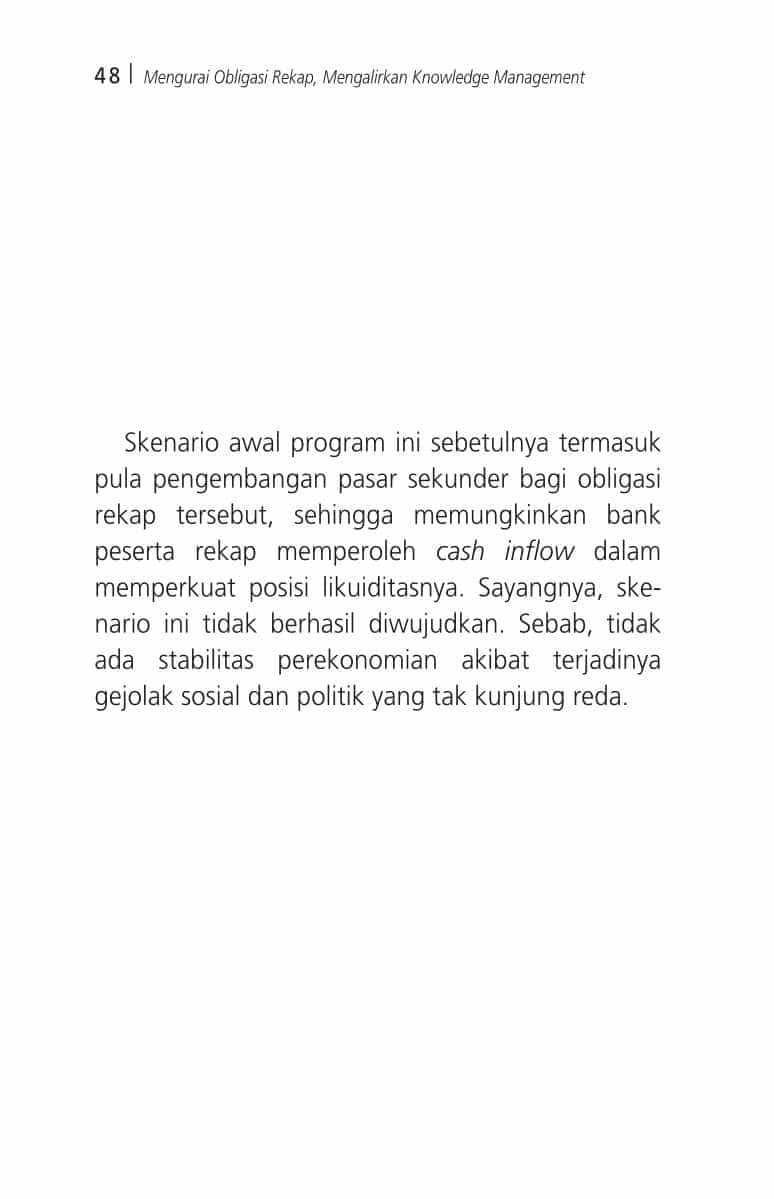 48 | Mengurai Obligasi Rekap, Mengalirkan Knowledge Management
Skenario awal program ini sebetulnya termasuk
pula pengembangan pasar sekunder bagi obligasi
rekap tersebut, sehingga memungkinkan bank
peserta rekap memperoleh cash inflow dalam
memperkuat posisi likuiditasnya. Sayangnya, ske-
nario ini tidak berhasil diwujudkan. Sebab, tidak
ada stabilitas perekonomian akibat terjadinya
gejolak sosial dan politik yang tak kunjung reda.